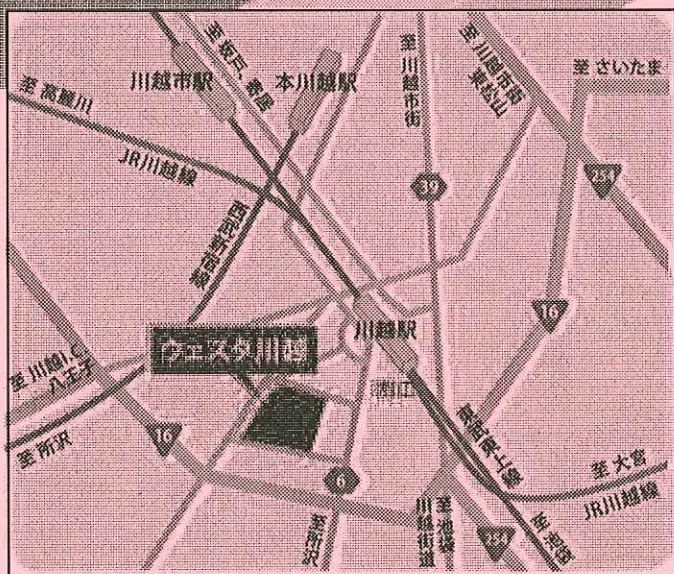 至 坂戸、寄居
至 川越市街
至 川越市街
東松山
至 さいたま
川越市駅
本川越駅
至 高麗川
JR川越線
254
39
西武新宿線
16
川越駅
ウェスタ川越
西口
至 川越I.C.
八王子
至 所沢
16
6
東武東上線
至 大宮
JR川越線
至 所沢
川越街道
至 池袋
254
至 池袋